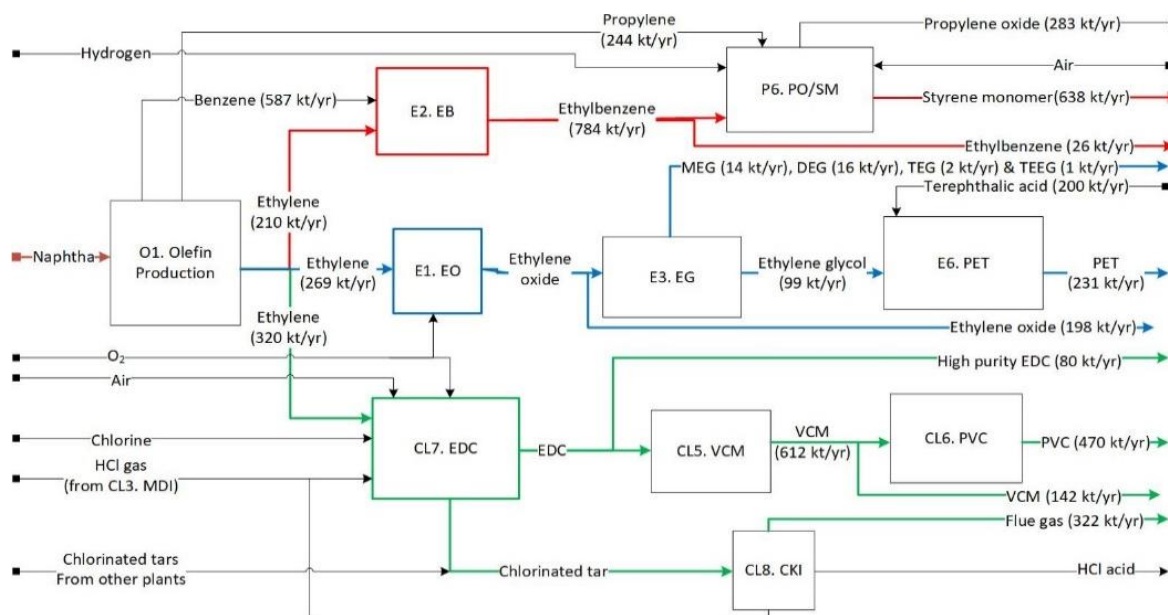 Propylene
(244 kt/yr)
Propylene oxide (283 kt/yr)
Hydrogen
Air
P6. PO/SM
Benzene (587 kt/yr)
E2. EB
Ethylbenzene
(784 kt/yr)
Styrene monomer(638 kt/yr)
Ethylbenzene (26 kt/yr)
MEG (14 kt/yr), DEG (16 kt/yr), TEG (2 kt/yr) & TEEG (1 kt/yr)
Terephthalic acid (200 kt/yr)
Ethylene
(210 kt/yr)
Naphtha
O1. Olefin
Production
Ethylene
(269 kt/yr)
E1. EO
Ethylene
oxide
E3. EG
Ethylene glycol
(99 kt/yr)
E6. PET
PET
(231 kt/yr)
Ethylene
(320 kt/yr)
Ethylene oxide (198 kt/yr)
O2
High purity EDC (80 kt/yr)
Air
Chlorine
CL7. EDC
EDC
CL5. VCM
VCM
(612 kt/yr)
CL6. PVC
PVC (470 kt/yr)
HCl gas
(from CL3. MDI)
VCM (142 kt/yr)
Flue gas (322 kt/yr)
Chlorinated tars
From other plants
Chlorinated tar
CL8. CKI
HCl acid